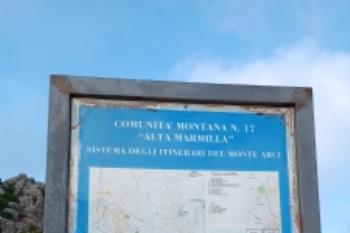 COMUNITA' MONTANA N. 17
"ALTA MARMILLA"
SISTEMA DEGLI ITINERARI DEL MONTE ARCI